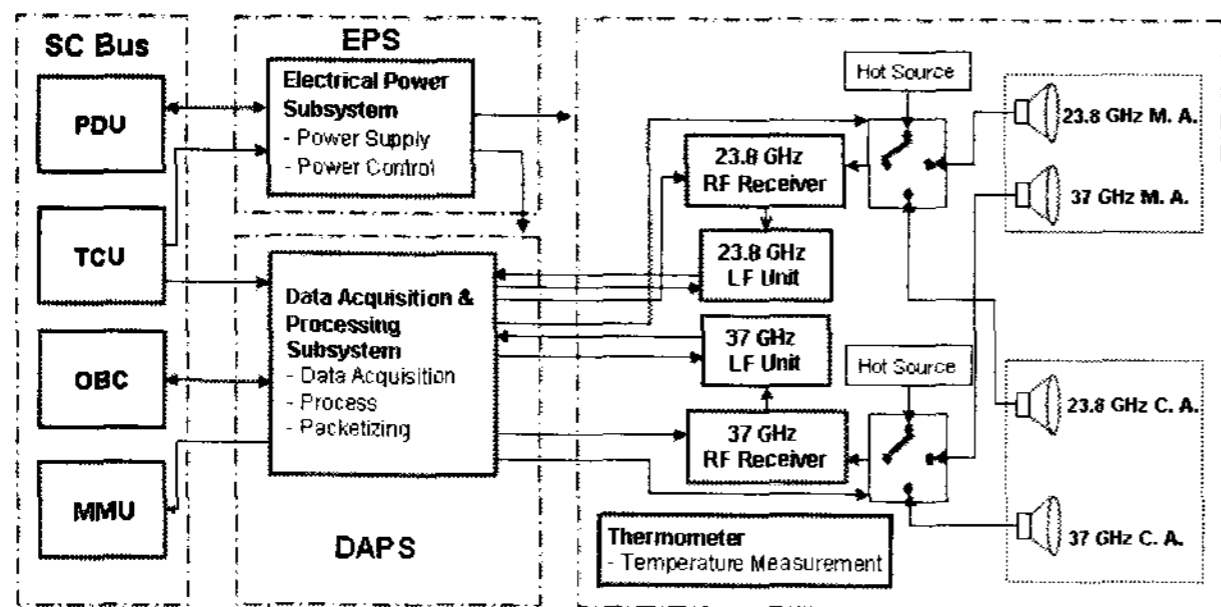 SC Bus
PDU
TCU
OBC
MMU
EPS
Electrical Power
Subsystem
- Power Supply
- Power Control
Data Acquisition &
Processing
Subsystem
- Data Acquisition
- Process
- Packetizing
DAPS
Hot Source
23.8 GHz
RF Receiver
23.8 GHz
LF Unit
37 GHz
LF Unit
Hot Source
37 GHz
RF Receiver
Thermometer
- Temperature Measurement
23.8 GHz M. A.
37 GHz M. A.
23.8 GHz C. A.
37 GHz C. A.